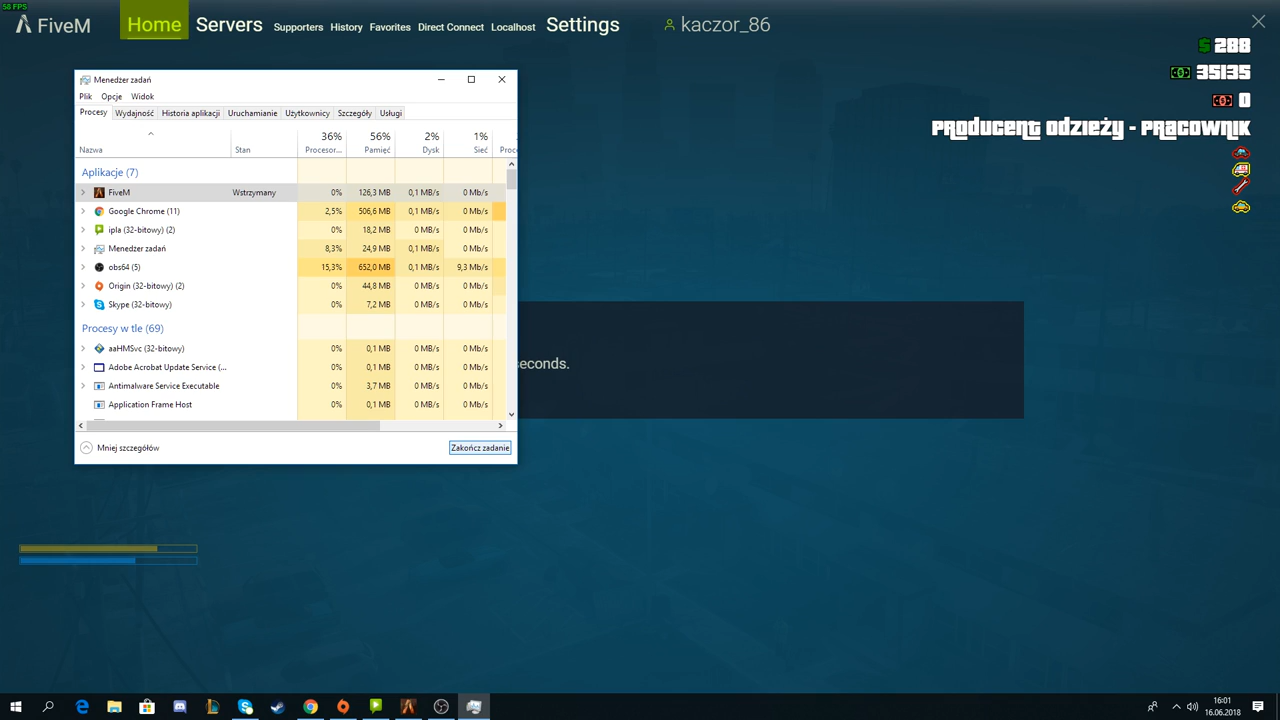 58 FPS
FiveM Home Servers Supporters History Favorites Direct Connect Localhost Settings kaczor_86
$ 288
35135
0
Producent odzieży - Pracownik
Menedżer zadań
Plik Opcje Widok
Procesy Wydajność Historia aplikacji Uruchamianie Użytkownicy Szczegóły Usługi
36% 56% 2% 1%
Nazwa Stan Procesor... Pamięć Dysk Sieć Proce
Aplikacje (7)
FiveM Wstrzymany 0% 126,3 MB 0,1 MB/s 0 Mb/s
Google Chrome (11) 2,5% 506,6 MB 0,1 MB/s 0 Mb/s
ipla (32-bitowy) (2) 0% 18,2 MB 0 MB/s 0 Mb/s
Menedżer zadań 8,3% 24,9 MB 0,1 MB/s 0 Mb/s
obs64 (5) 15,3% 652,0 MB 0,1 MB/s 9,3 Mb/s
Origin (32-bitowy) (2) 0% 44,8 MB 0 MB/s 0 Mb/s
Skype (32-bitowy) 0% 7,2 MB 0 MB/s 0 Mb/s
Procesy w tle (69)
aaHMSvc (32-bitowy) 0% 0,1 MB 0 MB/s 0 Mb/s
Adobe Acrobat Update Service (... 0% 0,1 MB 0 MB/s 0 Mb/s
Antimalware Service Executable 0% 3,7 MB 0 MB/s 0 Mb/s
Application Frame Host 0% 0,1 MB 0 MB/s 0 Mb/s
Mniej szczegółów Zakończ zadanie
seconds.
16:01
16.06.2018